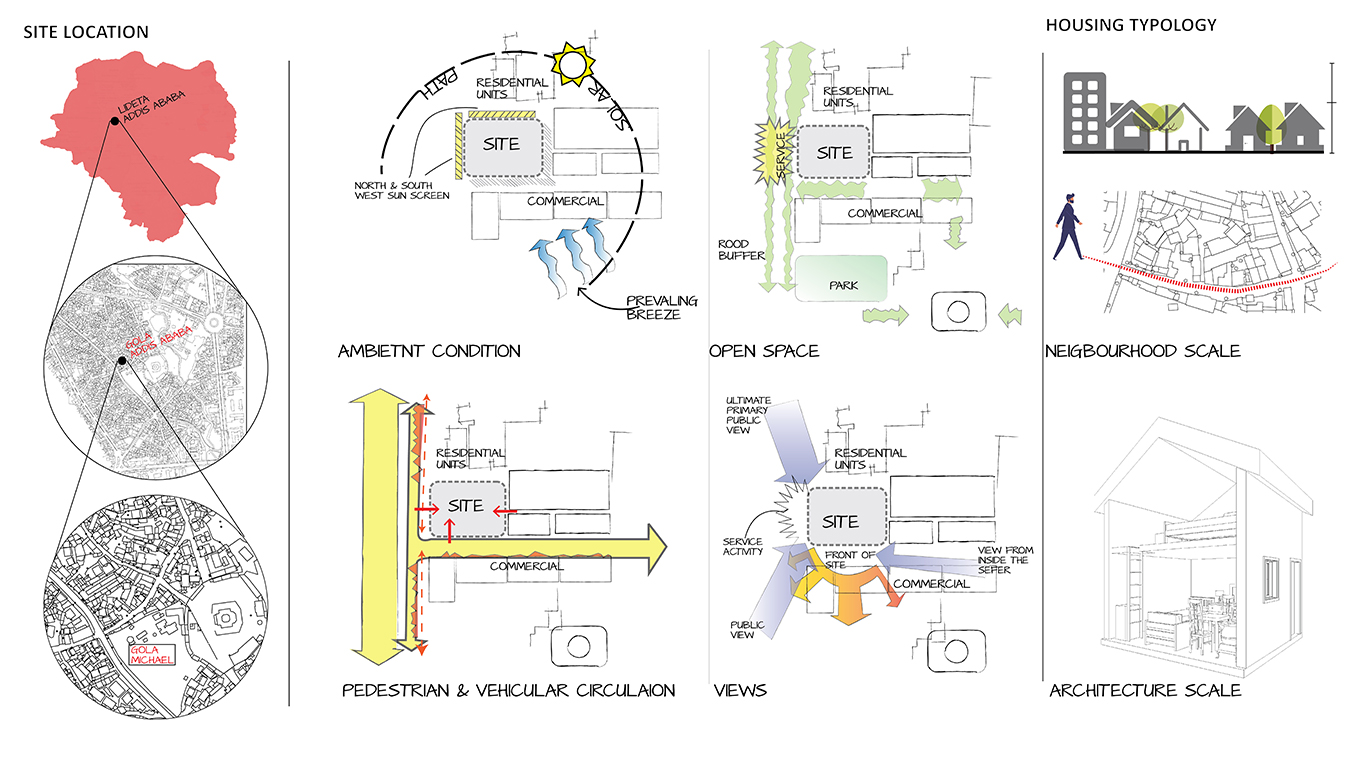 SITE LOCATION
LIDETA
ADDIS ABABA
GOLA
ADDIS ABABA
GOLA
MICHAEL
SOLAR
PATH
RESIDENTIAL
UNITS
SITE
NORTH & SOUTH
WEST SUN SCREEN
COMMERCIAL
PREVALING
BREEZE
AMBIETNT CONDITION
RESIDENTIAL
UNITS
SERVICE
SITE
COMMERCIAL
ROOD
BUFFER
PARK
OPEN SPACE
RESIDENTIAL
UNITS
SITE
COMMERCIAL
PEDESTRIAN & VEHICULAR CIRCULAION
ULTIMATE
PRIMARY
PUBLIC
VIEW
RESIDENTIAL
UNITS
SITE
SERVICE
ACTIVITY
FRONT OF
SITE
VIEW FROM
INSIDE THE
SEFER
COMMERCIAL
PUBLIC
VIEW
VIEWS
HOUSING TYPOLOGY
NEIGBOURHOOD SCALE
ARCHITECTURE SCALE